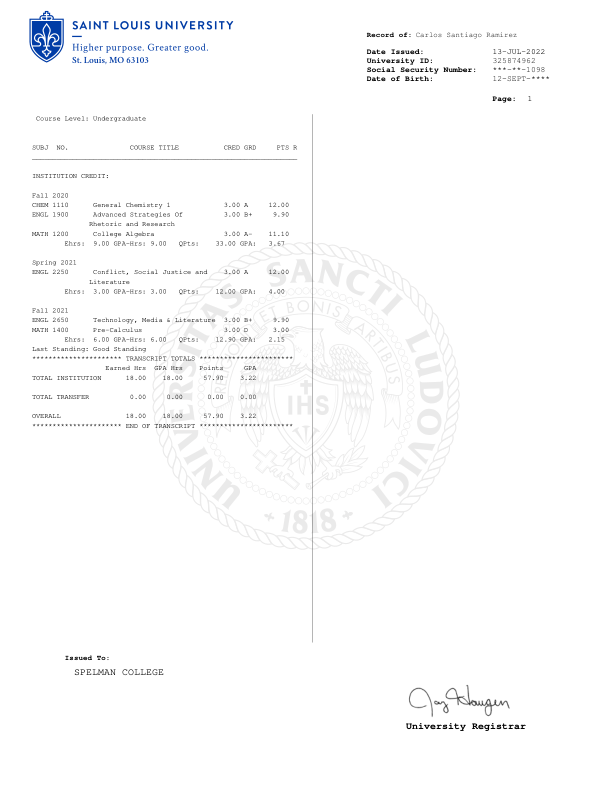 SAINT LOUIS UNIVERSITY
Higher purpose. Greater good.
St. Louis, MO 63103
Record of: Carlos Santiago Ramirez
Date Issued: 13-JUL-2022
University ID: 325874962
Social Security Number: ***-**-1098
Date of Birth: 12-SEPT-****
Page: 1
Course Level: Undergraduate
SUBJ NO. COURSE TITLE CRED GRD PTS R
INSTITUTION CREDIT:
Fall 2020
CHEM 1110 General Chemistry 1 3.00 A 12.00
ENGL 1900 Advanced Strategies Of 3.00 B+ 9.90
Rhetoric and Research
MATH 1200 College Algebra 3.00 A- 11.10
Ehrs: 9.00 GPA-Hrs: 9.00 QPts: 33.00 GPA: 3.67
Spring 2021
ENGL 2250 Conflict, Social Justice and 3.00 A 12.00
Literature
Ehrs: 3.00 GPA-Hrs: 3.00 QPts: 12.00 GPA: 4.00
Fall 2021
ENGL 2650 Technology, Media & Literature 3.00 B+ 9.90
MATH 1400 Pre-Calculus 3.00 D 3.00
Ehrs: 6.00 GPA-Hrs: 6.00 QPts: 12.90 GPA: 2.15
Last Standing: Good Standing
********************** TRANSCRIPT TOTALS ***********************
Earned Hrs GPA Hrs Points GPA
TOTAL INSTITUTION 18.00 18.00 57.90 3.22
TOTAL TRANSFER 0.00 0.00 0.00 0.00
OVERALL 18.00 18.00 57.90 3.22
********************** END OF TRANSCRIPT ***********************
UNIVERSITAS SANCTI LUDOVICI
IHS
1818
Issued To:
SPELMAN COLLEGE
Jay Haugen
University Registrar